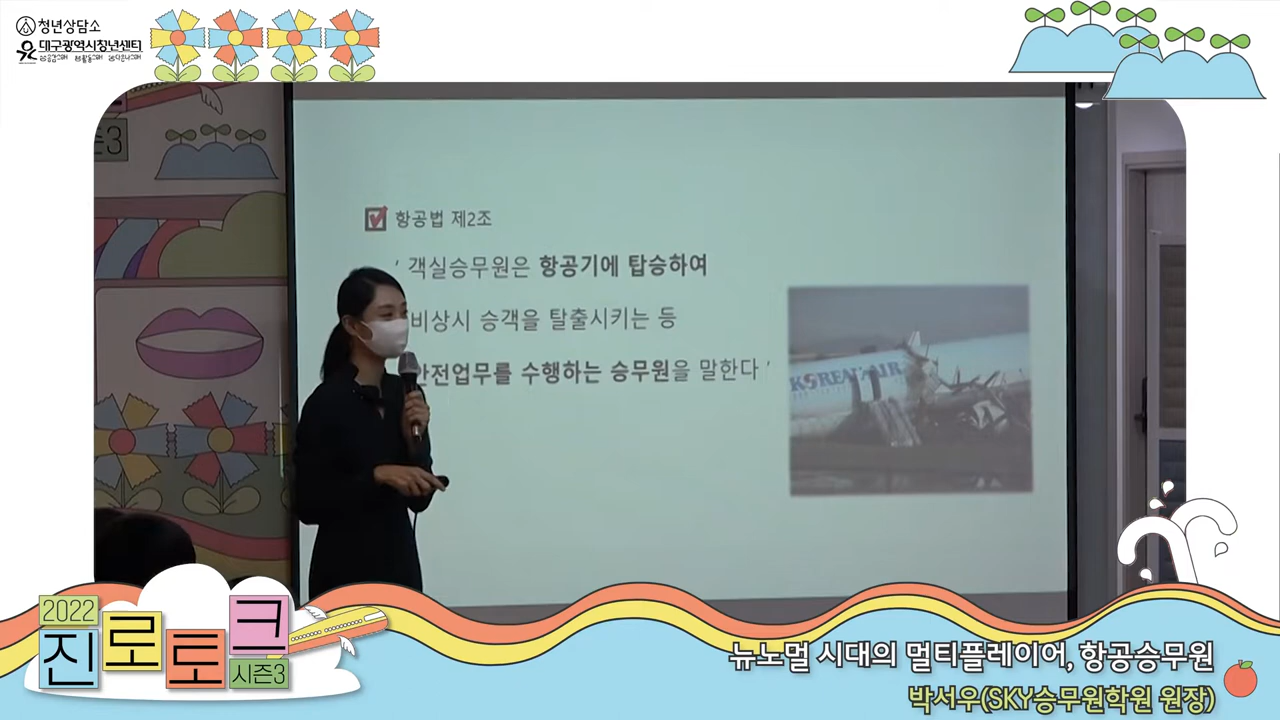 청년상담소
대구광역시청년센터
시즌3
항공법 제2조
‘ 객실승무원은 항공기에 탑승하여
비상시 승객을 탈출시키는 등
안전업무를 수행하는 승무원을 말한다 ’
KOREAN AIR
2022
진로토크
시즌3
뉴노멀 시대의 멀티플레이어, 항공승무원
박서우(SKY승무원학원 원장)